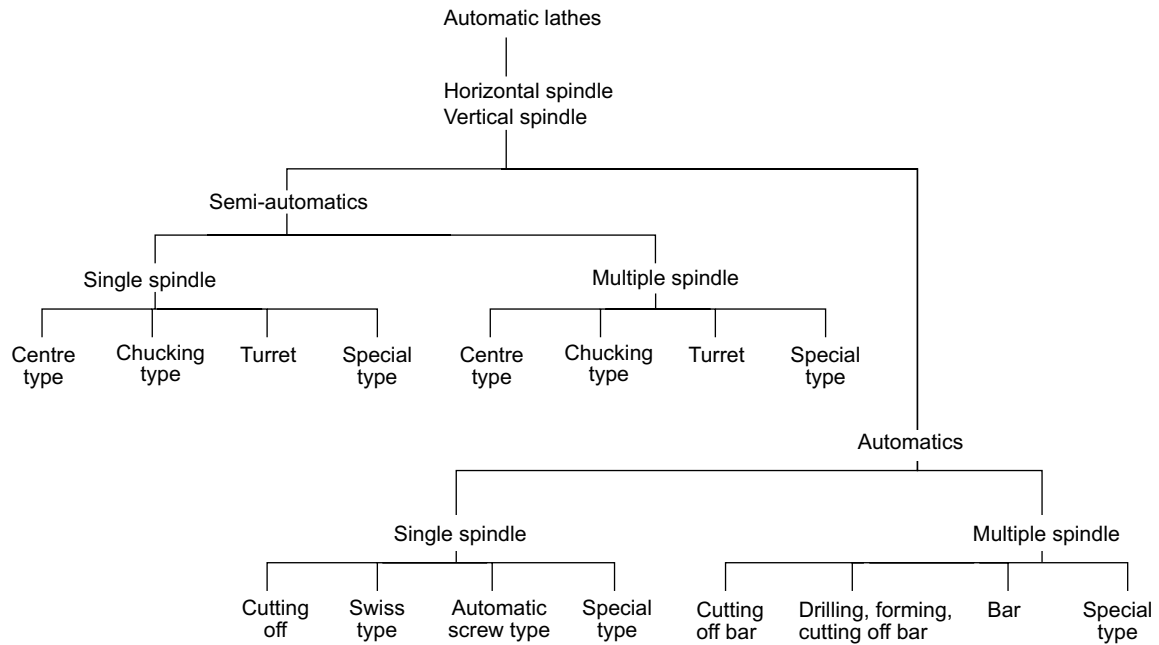 Automatic lathes
Horizontal spindle
Vertical spindle
Semi-automatics
Single spindle
Multiple spindle
Centre
type
Chucking
type
Turret
Special
type
Centre
type
Chucking
type
Turret
Special
type
Automatics
Single spindle
Multiple spindle
Cutting
off
Swiss
type
Automatic
screw type
Special
type
Cutting
off bar
Drilling, forming,
cutting off bar
Bar
Special
type